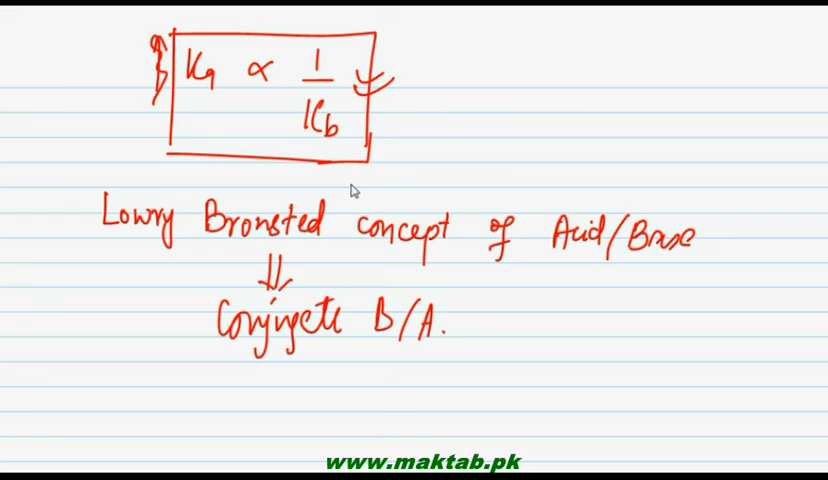 Ka ∝ 1/Kb
Lowry Bronsted concept of Acid/Base
Conjugate B/A.
www.maktab.pk